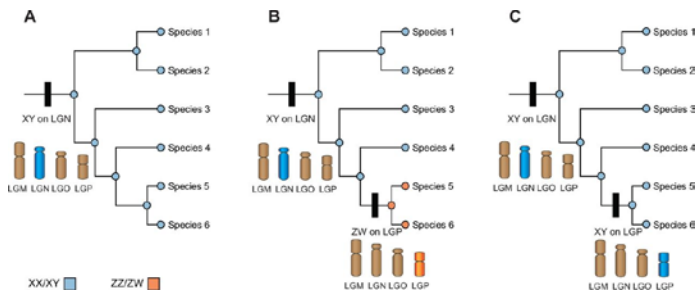 A
Species 1
Species 2
XY on LGN
Species 3
Species 4
Species 5
Species 6
LGM LGN LGO LGP
XX/XY
ZZ/ZW
B
Species 1
Species 2
XY on LGN
Species 3
Species 4
Species 5
Species 6
LGM LGN LGO LGP
ZW on LGP
LGM LGN LGO LGP
C
Species 1
Species 2
XY on LGN
Species 3
Species 4
Species 5
Species 6
LGM LGN LGO LGP
XY on LGP
LGM LGN LGO LGP